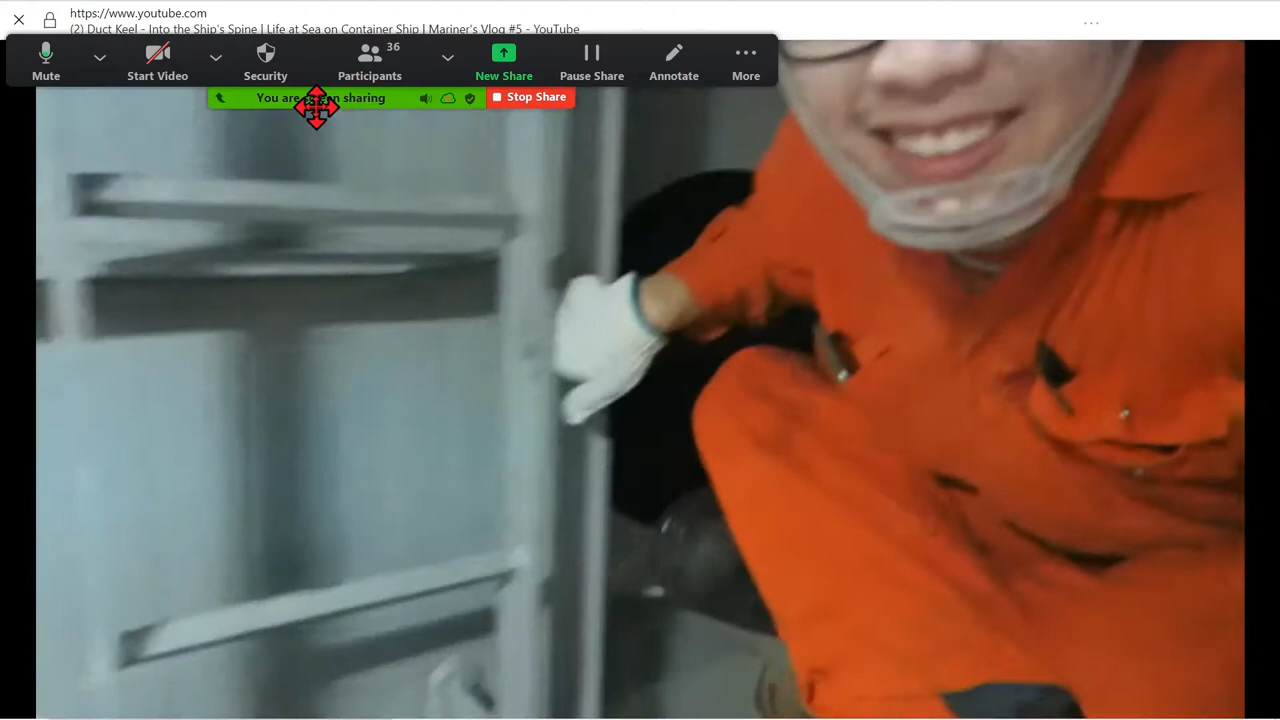 https://www.youtube.com
(2) Duct Keel - Into the Ship's Spine | Life at Sea on Container Ship | Mariner's Vlog #5 - YouTube
36
Mute
Start Video
Security
Participants
New Share
Pause Share
Annotate
More
You are sharing
Stop Share